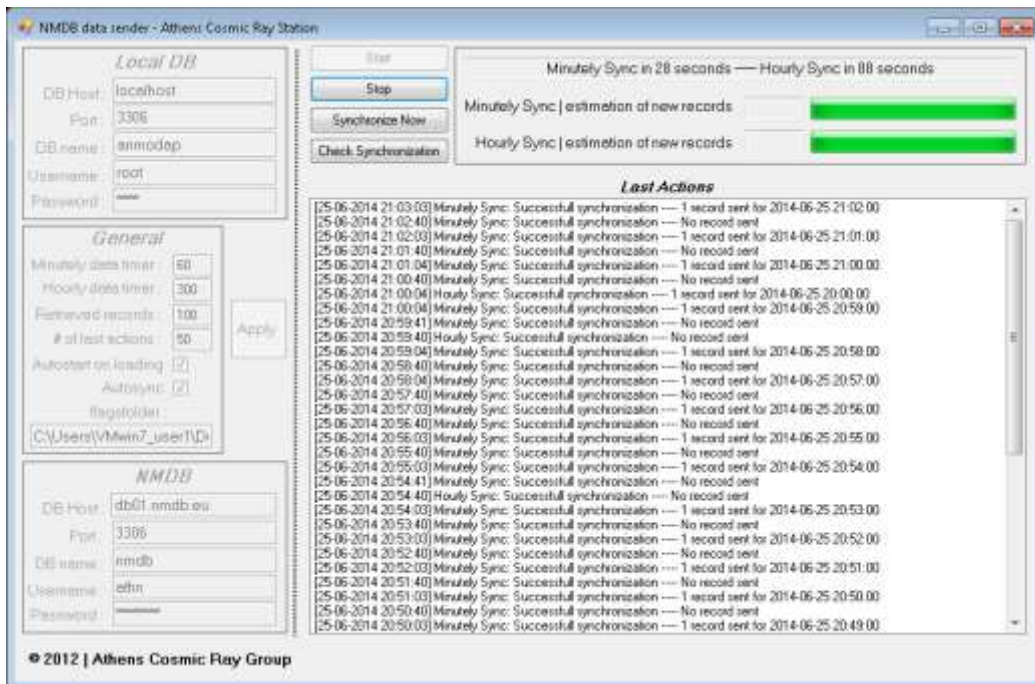 NMDB data sender - Athens Cosmic Ray Station
Local DB
DB Host: localhost
Port: 3306
DB name: anmodap
Username: root
Password: ****
General
Minutely data timer: 60
Hourly data timer: 300
Retrieved records: 100
# of last actions: 50
Autostart on loading
Autosync
flagsfolder:
C:\Users\VMwin7_user1\D
Apply
NMDB
DB Host: db01.nmdb.eu
Port: 3306
DB name: nmdb
Username: athn
Password:
© 2012 | Athens Cosmic Ray Group
Start
Stop
Synchronize Now
Check Synchronization
Minutely Sync in 28 seconds ---- Hourly Sync in 88 seconds
Minutely Sync | estimation of new records
Hourly Sync | estimation of new records
Last Actions
[25-06-2014 21:03:03] Minutely Sync: Successfull synchronization ---- 1 record sent for 2014-06-25 21:02:00
[25-06-2014 21:02:40] Minutely Sync: Successfull synchronization ---- No record sent
[25-06-2014 21:02:03] Minutely Sync: Successfull synchronization ---- 1 record sent for 2014-06-25 21:01:00
[25-06-2014 21:01:40] Minutely Sync: Successfull synchronization ---- No record sent
[25-06-2014 21:01:04] Minutely Sync: Successfull synchronization ---- 1 record sent for 2014-06-25 21:00:00
[25-06-2014 21:00:40] Minutely Sync: Successfull synchronization ---- No record sent
[25-06-2014 21:00:04] Hourly Sync: Successfull synchronization ---- 1 record sent for 2014-06-25 20:00:00
[25-06-2014 21:00:04] Minutely Sync: Successfull synchronization ---- 1 record sent for 2014-06-25 20:59:00
[25-06-2014 20:59:41] Minutely Sync: Successfull synchronization ---- No record sent
[25-06-2014 20:59:40] Hourly Sync: Successfull synchronization ---- No record sent
[25-06-2014 20:59:04] Minutely Sync: Successfull synchronization ---- 1 record sent for 2014-06-25 20:58:00
[25-06-2014 20:58:40] Minutely Sync: Successfull synchronization ---- No record sent
[25-06-2014 20:58:04] Minutely Sync: Successfull synchronization ---- 1 record sent for 2014-06-25 20:57:00
[25-06-2014 20:57:40] Minutely Sync: Successfull synchronization ---- No record sent
[25-06-2014 20:57:03] Minutely Sync: Successfull synchronization ---- 1 record sent for 2014-06-25 20:56:00
[25-06-2014 20:56:40] Minutely Sync: Successfull synchronization ---- No record sent
[25-06-2014 20:56:03] Minutely Sync: Successfull synchronization ---- 1 record sent for 2014-06-25 20:55:00
[25-06-2014 20:55:40] Minutely Sync: Successfull synchronization ---- No record sent
[25-06-2014 20:55:03] Minutely Sync: Successfull synchronization ---- 1 record sent for 2014-06-25 20:54:00
[25-06-2014 20:54:41] Minutely Sync: Successfull synchronization ---- No record sent
[25-06-2014 20:54:40] Hourly Sync: Successfull synchronization ---- No record sent
[25-06-2014 20:54:03] Minutely Sync: Successfull synchronization ---- 1 record sent for 2014-06-25 20:53:00
[25-06-2014 20:53:40] Minutely Sync: Successfull synchronization ---- No record sent
[25-06-2014 20:53:03] Minutely Sync: Successfull synchronization ---- 1 record sent for 2014-06-25 20:52:00
[25-06-2014 20:52:40] Minutely Sync: Successfull synchronization ---- No record sent
[25-06-2014 20:52:03] Minutely Sync: Successfull synchronization ---- 1 record sent for 2014-06-25 20:51:00
[25-06-2014 20:51:40] Minutely Sync: Successfull synchronization ---- No record sent
[25-06-2014 20:51:03] Minutely Sync: Successfull synchronization ---- 1 record sent for 2014-06-25 20:50:00
[25-06-2014 20:50:40] Minutely Sync: Successfull synchronization ---- No record sent
[25-06-2014 20:50:03] Minutely Sync: Successfull synchronization ---- 1 record sent for 2014-06-25 20:49:00